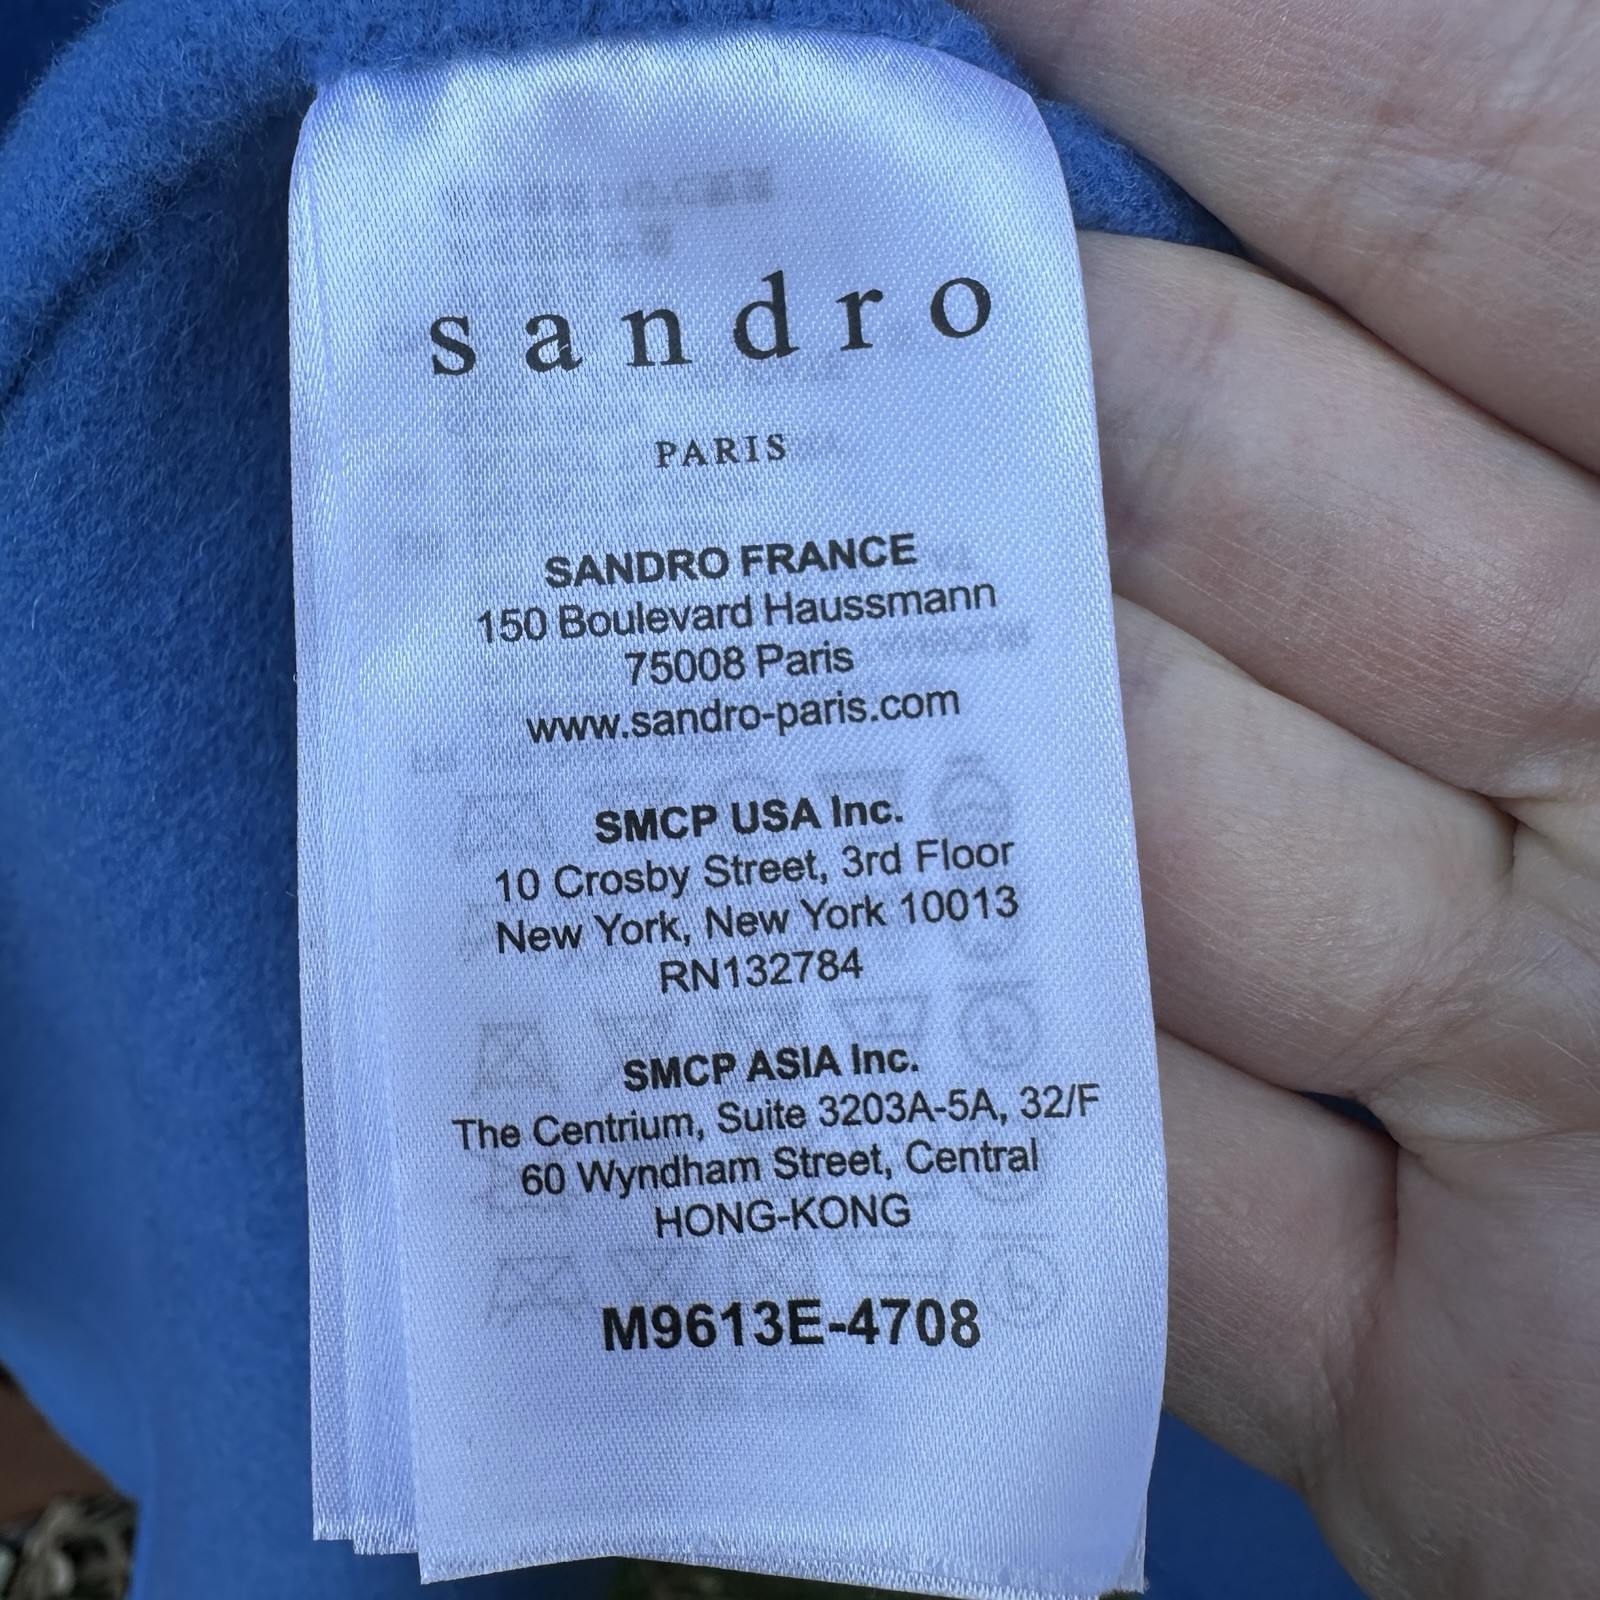 sandro
PARIS
SANDRO FRANCE
150 Boulevard Haussmann
75008 Paris
www.sandro-paris.com
SMCP USA Inc.
10 Crosby Street, 3rd Floor
New York, New York 10013
RN132784
SMCP ASIA Inc.
The Centrium, Suite 3203A-5A, 32/F
60 Wyndham Street, Central
HONG-KONG
M9613E-4708